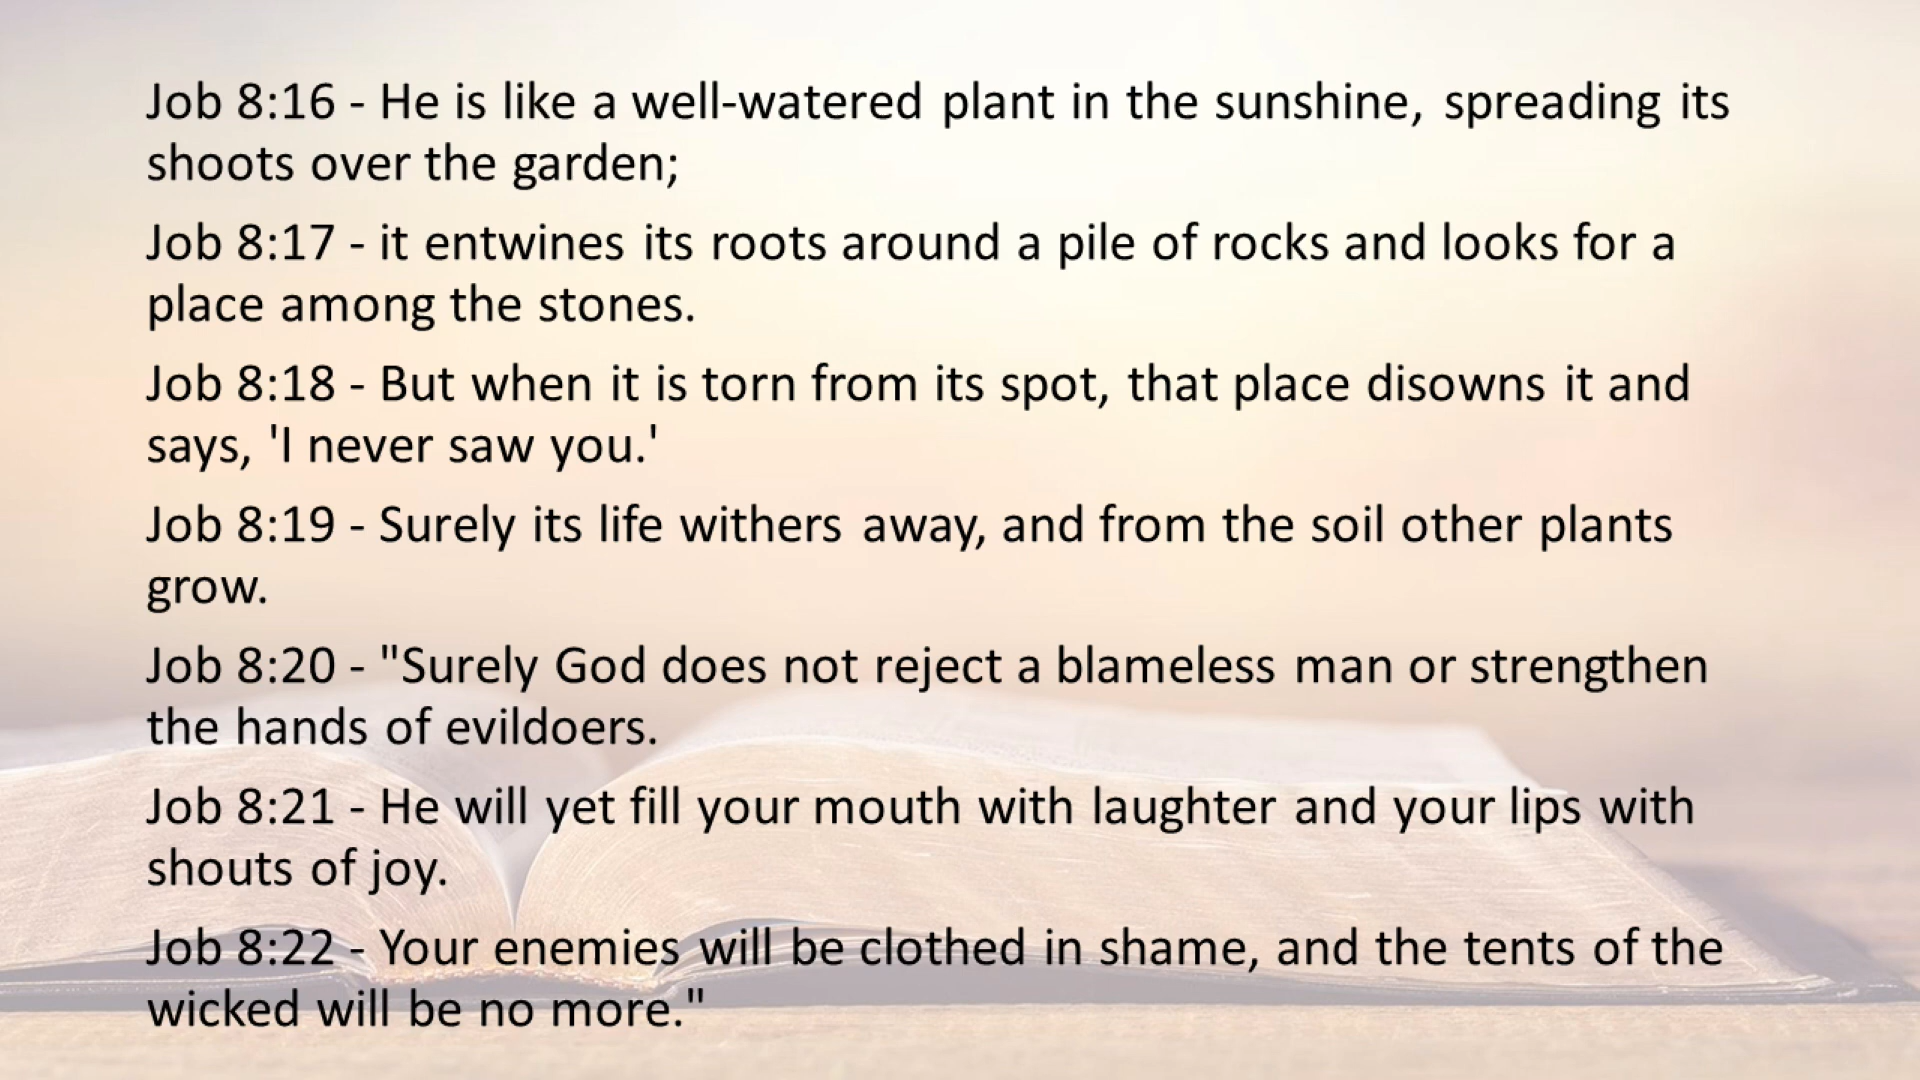 Job 8:16 - He is like a well-watered plant in the sunshine, spreading its
shoots over the garden;
Job 8:17 - it entwines its roots around a pile of rocks and looks for a
place among the stones.
Job 8:18 - But when it is torn from its spot, that place disowns it and
says, 'I never saw you.'
Job 8:19 - Surely its life withers away, and from the soil other plants
grow.
Job 8:20 - "Surely God does not reject a blameless man or strengthen
the hands of evildoers.
Job 8:21 - He will yet fill your mouth with laughter and your lips with
shouts of joy.
Job 8:22 - Your enemies will be clothed in shame, and the tents of the
wicked will be no more."